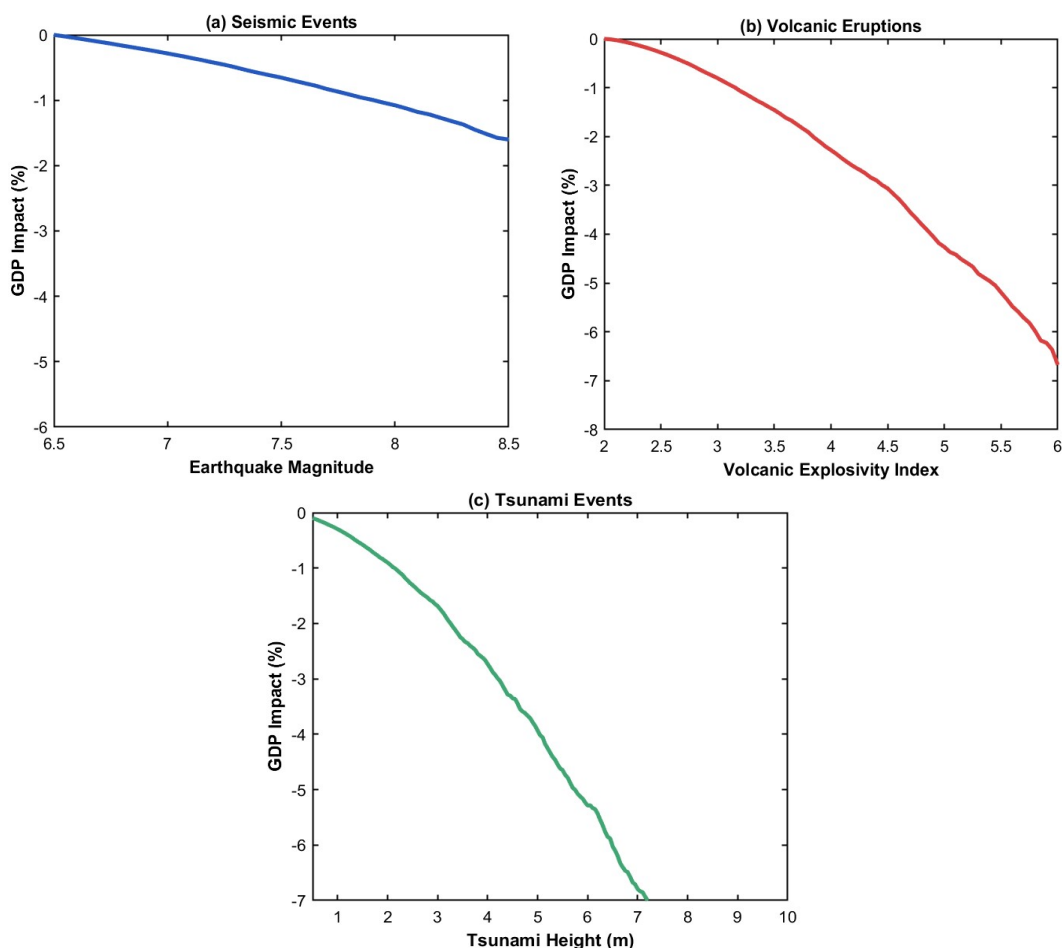 (a) Seismic Events
0
-1
-2
-3
-4
-5
-6
GDP Impact (%)
6.5 7 7.5 8 8.5
Earthquake Magnitude
(b) Volcanic Eruptions
0
-1
-2
-3
-4
-5
-6
-7
-8
GDP Impact (%)
2 2.5 3 3.5 4 4.5 5 5.5 6
Volcanic Explosivity Index
(c) Tsunami Events
0
-1
-2
-3
-4
-5
-6
-7
GDP Impact (%)
1 2 3 4 5 6 7 8 9 10
Tsunami Height (m)